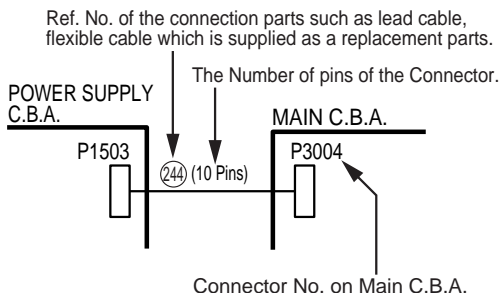 Ref. No. of the connection parts such as lead cable,
flexible cable which is supplied as a replacement parts.
The Number of pins of the Connector.
POWER SUPPLY
C.B.A.
MAIN C.B.A.
P1503
244 (10 Pins)
P3004
Connector No. on Main C.B.A.